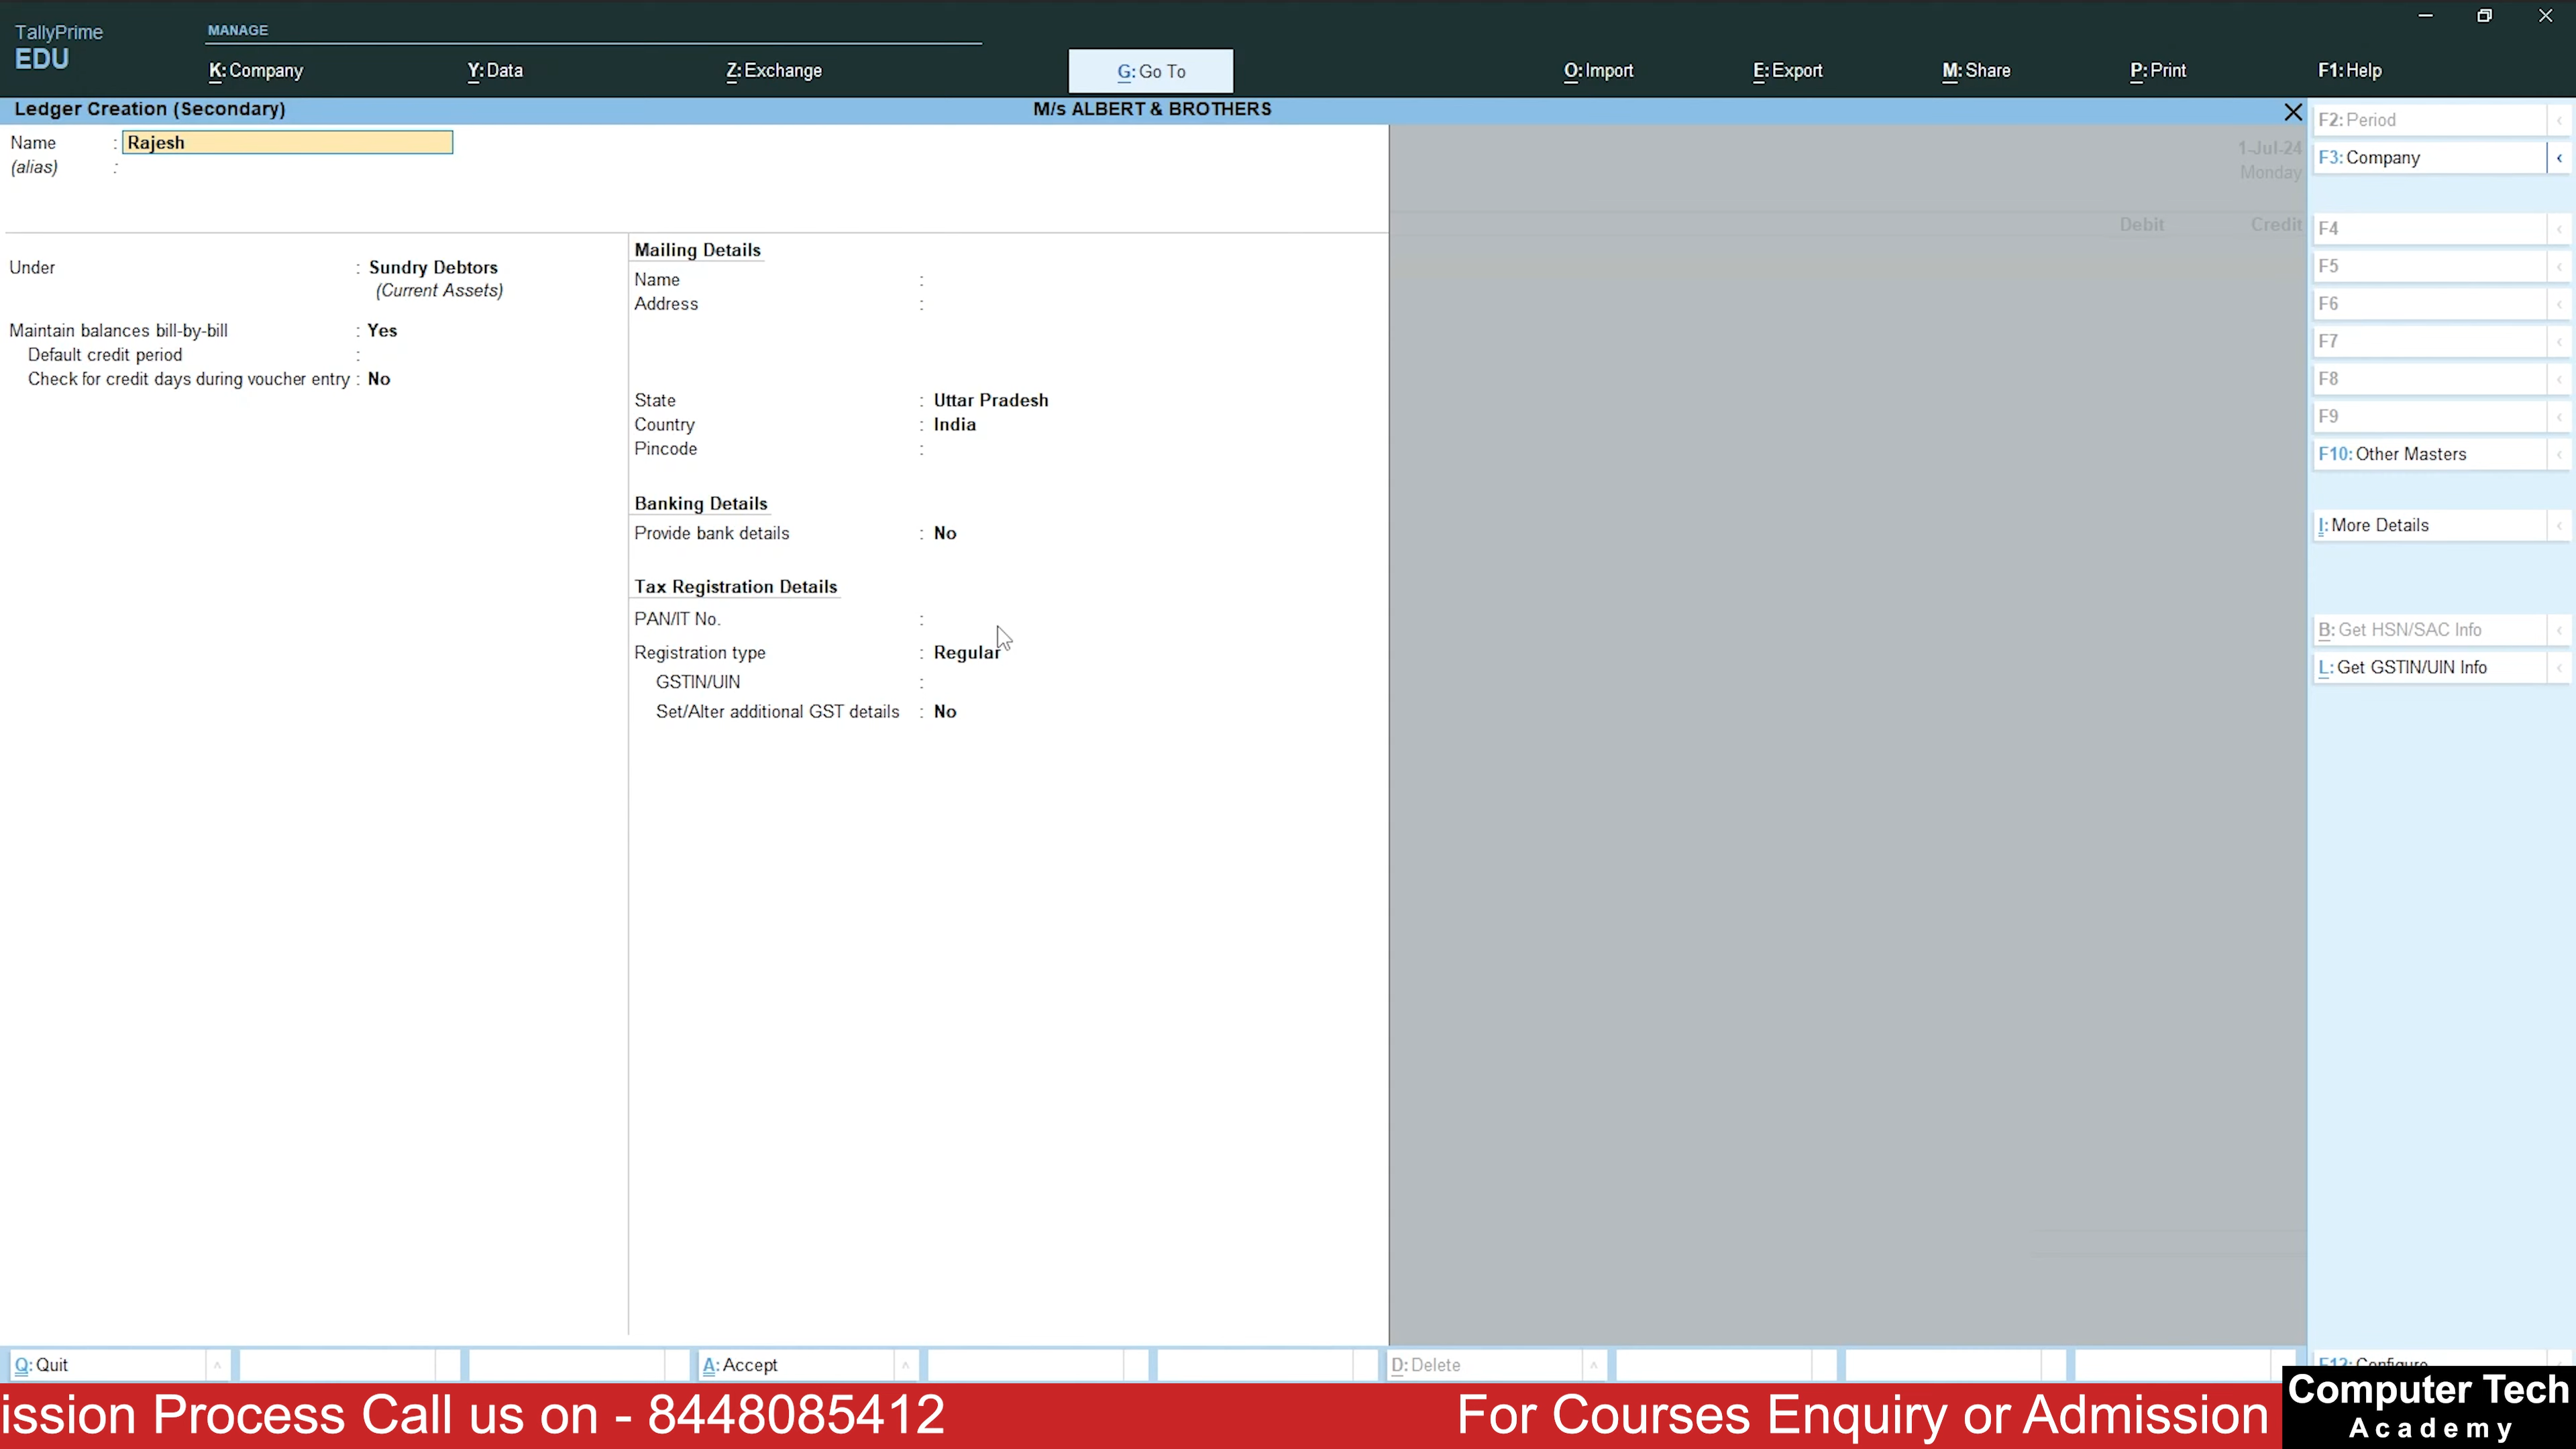 TallyPrime
EDU
MANAGE
K: Company
Y: Data
Z: Exchange
G: Go To
O: Import
E: Export
M: Share
P: Print
F1: Help
Ledger Creation (Secondary)
M/s ALBERT & BROTHERS
Name : Rajesh
(alias) :
1-Jul-24
Monday
Debit Credit
Under : Sundry Debtors
(Current Assets)
Maintain balances bill-by-bill : Yes
Default credit period :
Check for credit days during voucher entry : No
Mailing Details
Name :
Address :
State : Uttar Pradesh
Country : India
Pincode :
Banking Details
Provide bank details : No
Tax Registration Details
PAN/IT No. :
Registration type : Regular
GSTIN/UIN :
Set/Alter additional GST details : No
F2: Period
F3: Company
F4
F5
F6
F7
F8
F9
F10: Other Masters
I: More Details
B: Get HSN/SAC Info
L: Get GSTIN/UIN Info
F12: Configure
Q: Quit
A: Accept
D: Delete
ission Process Call us on - 8448085412
For Courses Enquiry or Admission
Computer Tech
Academy